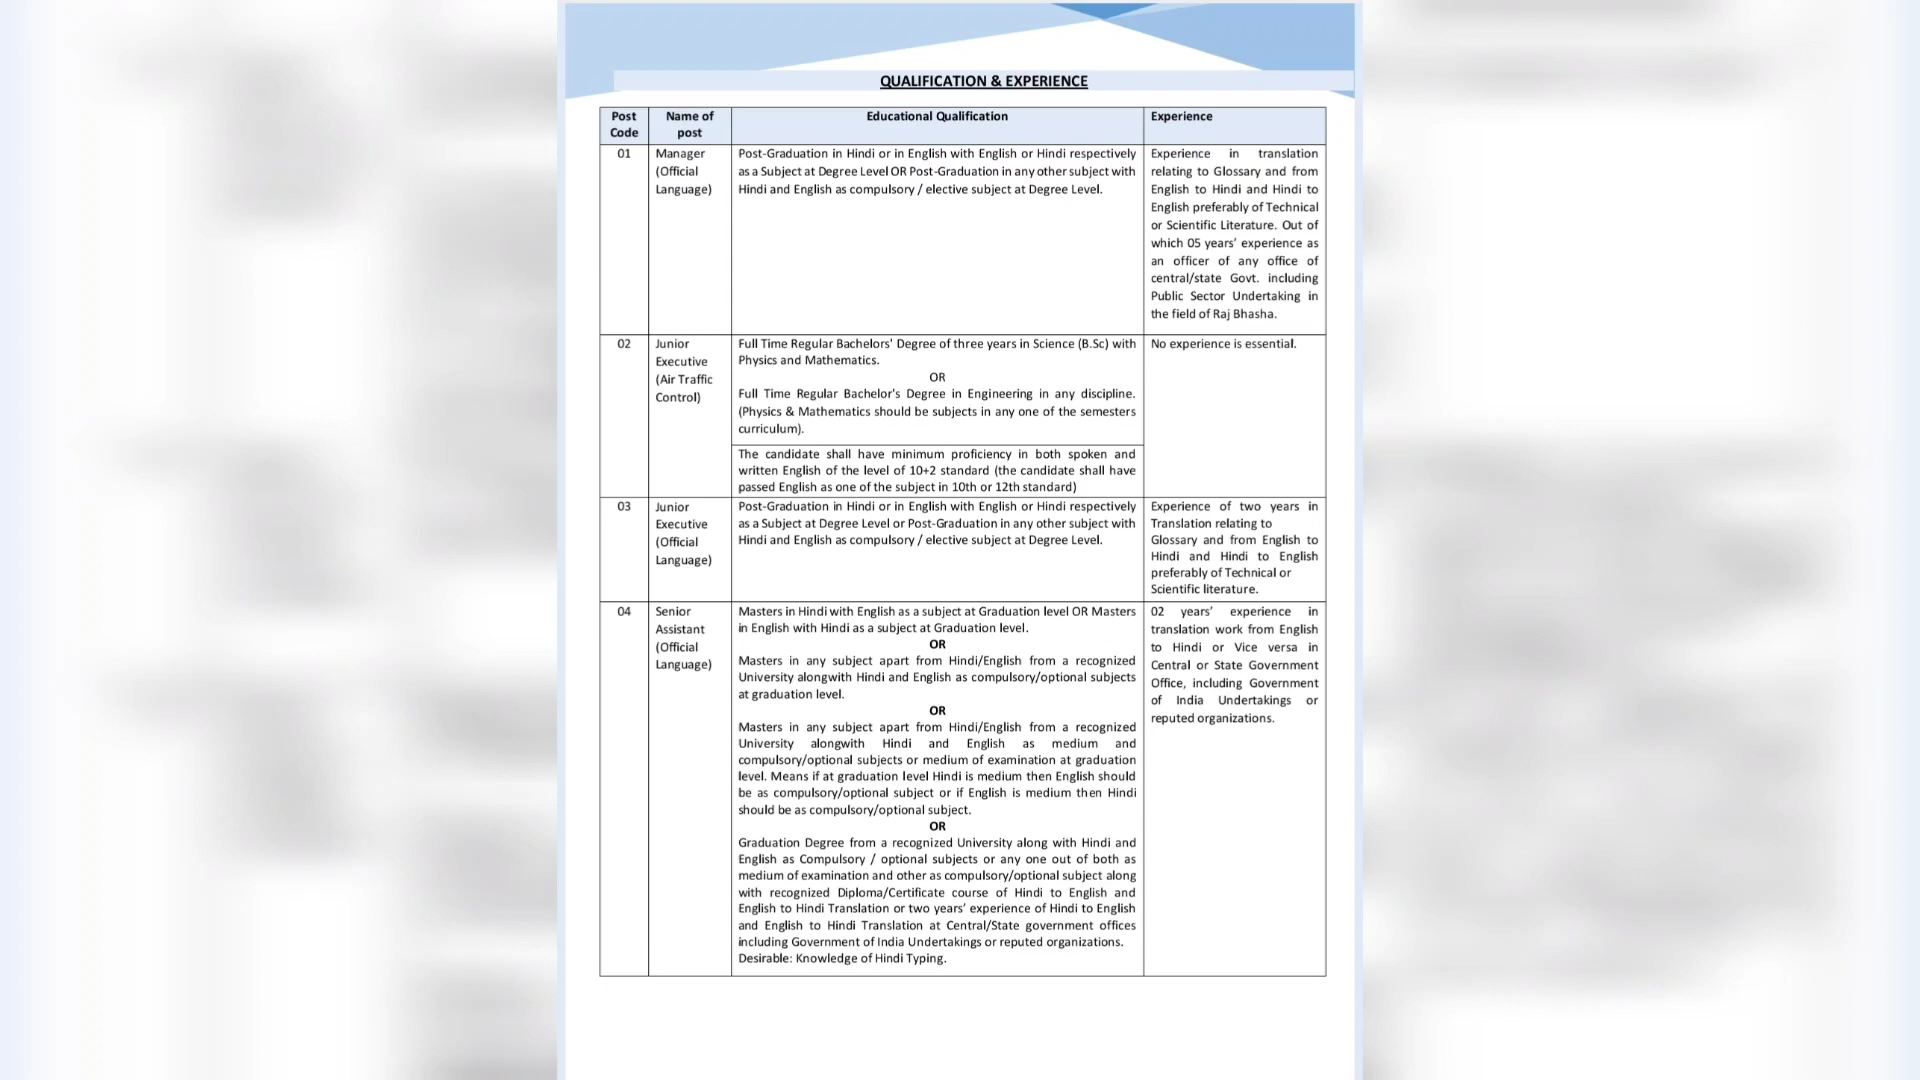 QUALIFICATION & EXPERIENCE
Post
Code
Name of
post
Educational Qualification
Experience
01
Manager
(Official
Language)
Post-Graduation in Hindi or in English with English or Hindi respectively
as a Subject at Degree Level OR Post-Graduation in any other subject with
Hindi and English as compulsory / elective subject at Degree Level.
Experience in translation
relating to Glossary and from
English to Hindi and Hindi to
English preferably of Technical
or Scientific Literature. Out of
which 05 years’ experience as
an officer of any office of
central/state Govt. including
Public Sector Undertaking in
the field of Raj Bhasha.
02
Junior
Executive
(Air Traffic
Control)
Full Time Regular Bachelors' Degree of three years in Science (B.Sc) with
Physics and Mathematics.
OR
Full Time Regular Bachelor's Degree in Engineering in any discipline.
(Physics & Mathematics should be subjects in any one of the semesters
curriculum).
The candidate shall have minimum proficiency in both spoken and
written English of the level of 10+2 standard (the candidate shall have
passed English as one of the subject in 10th or 12th standard)
No experience is essential.
03
Junior
Executive
(Official
Language)
Post-Graduation in Hindi or in English with English or Hindi respectively
as a Subject at Degree Level or Post-Graduation in any other subject with
Hindi and English as compulsory / elective subject at Degree Level.
Experience of two years in
Translation relating to
Glossary and from English to
Hindi and Hindi to English
preferably of Technical or
Scientific literature.
04
Senior
Assistant
(Official
Language)
Masters in Hindi with English as a subject at Graduation level OR Masters
in English with Hindi as a subject at Graduation level.
OR
Masters in any subject apart from Hindi/English from a recognized
University alongwith Hindi and English as compulsory/optional subjects
at graduation level.
OR
Masters in any subject apart from Hindi/English from a recognized
University alongwith Hindi and English as medium and
compulsory/optional subjects or medium of examination at graduation
level. Means if at graduation level Hindi is medium then English should
be as compulsory/optional subject or if English is medium then Hindi
should be as compulsory/optional subject.
OR
Graduation Degree from a recognized University along with Hindi and
English as Compulsory / optional subjects or any one out of both as
medium of examination and other as compulsory/optional subject along
with recognized Diploma/Certificate course of Hindi to English and
English to Hindi Translation or two years’ experience of Hindi to English
and English to Hindi Translation at Central/State government offices
including Government of India Undertakings or reputed organizations.
Desirable: Knowledge of Hindi Typing.
02 years’ experience in
translation work from English
to Hindi or Vice versa in
Central or State Government
Office, including Government
of India Undertakings or
reputed organizations.